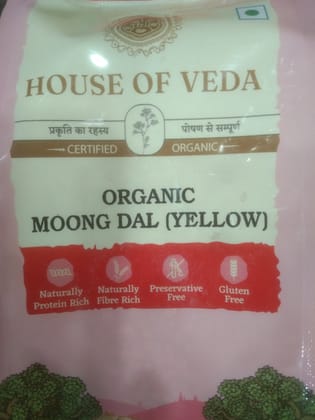 HOUSE OF VEDA
प्रकृति का रहस्य
पोषण से सम्पूर्ण
CERTIFIED ORGANIC
ORGANIC
MOONG DAL (YELLOW)
Naturally Protein Rich
Naturally Fibre Rich
Preservative Free
Gluten Free